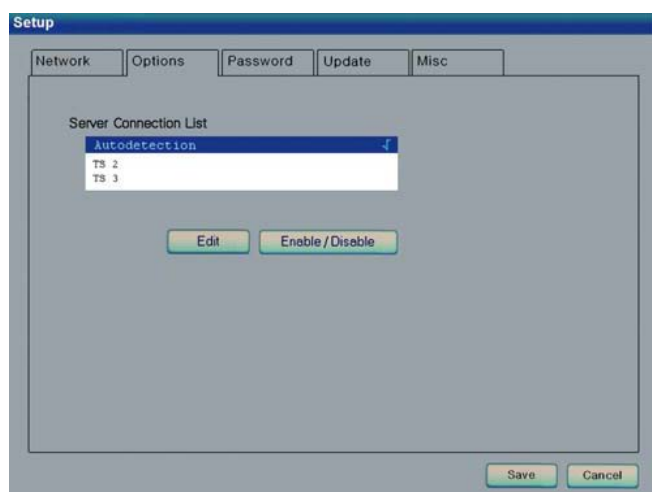 Setup
Network Options Password Update Misc
Server Connection List
Autodetection √
TS 2
TS 3
Edit Enable/Disable
Save Cancel